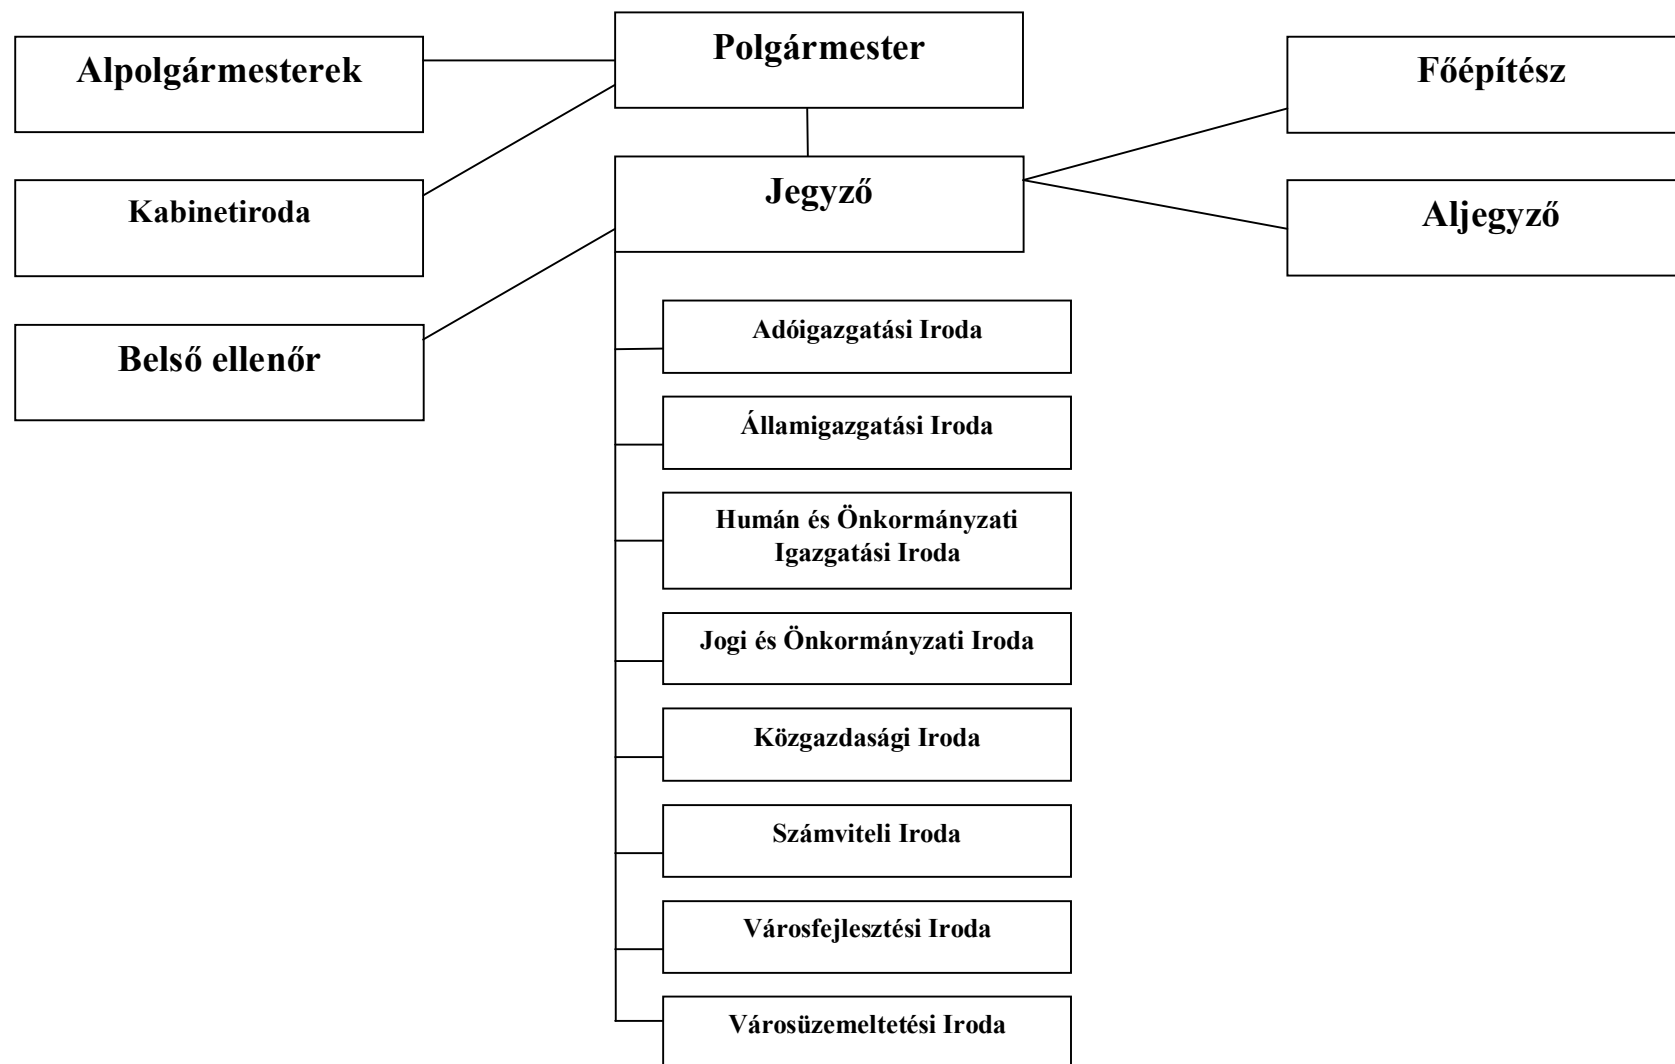 Polgármester
Alpolgármesterek
Főépítész
Jegyző
Kabinetiroda
Aljegyző
Belső ellenőr
Adóigazgatási Iroda
Államigazgatási Iroda
Humán és Önkormányzati
Igazgatási Iroda
Jogi és Önkormányzati Iroda
Közgazdasági Iroda
Számviteli Iroda
Városfejlesztési Iroda
Városüzemeltetési Iroda